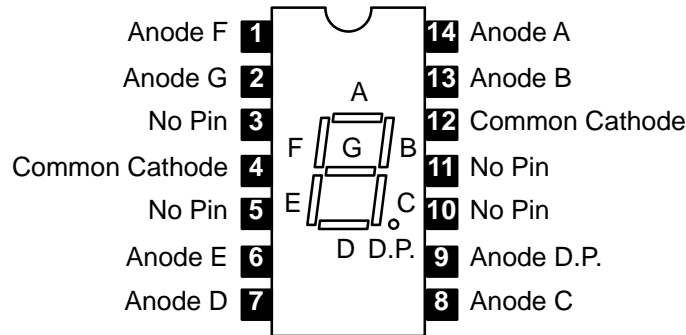 Anode F 1 14 Anode A
Anode G 2 13 Anode B
A
No Pin 3 12 Common Cathode
F G B
Common Cathode 4 11 No Pin
E C
No Pin 5 10 No Pin
D D.P.
Anode E 6 9 Anode D.P.
Anode D 7 8 Anode C